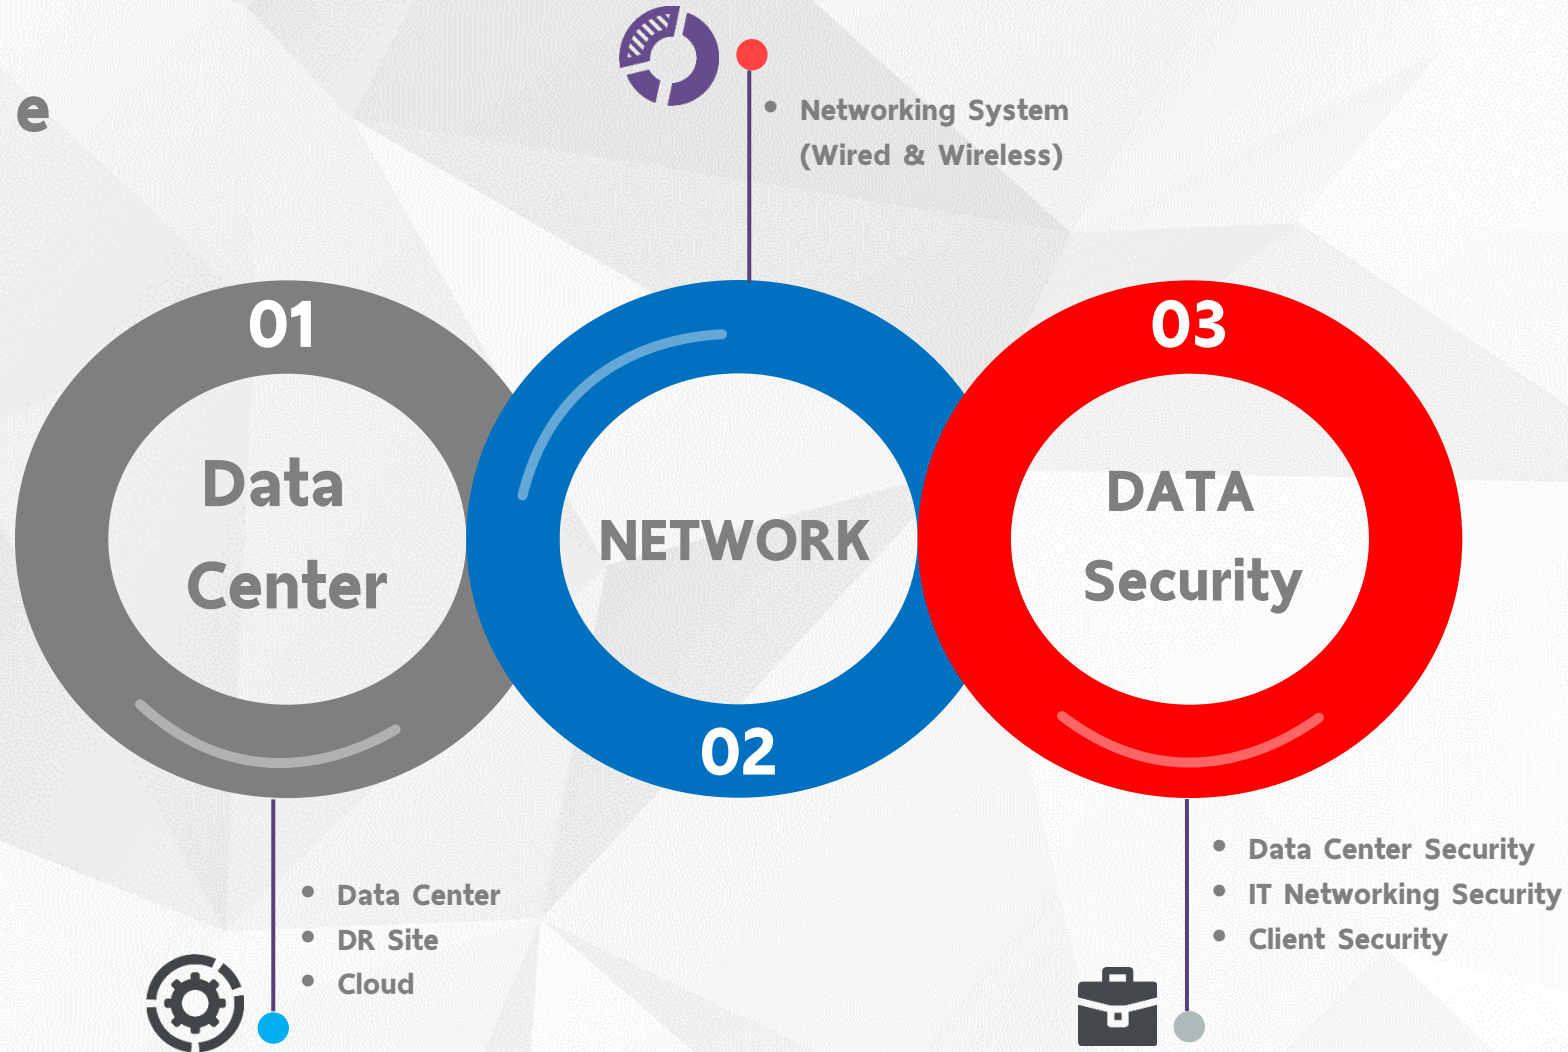 e
• Networking System
(Wired & Wireless)
01
Data
Center
NETWORK
02
03
DATA
Security
• Data Center
• DR Site
• Cloud
• Data Center Security
• IT Networking Security
• Client Security